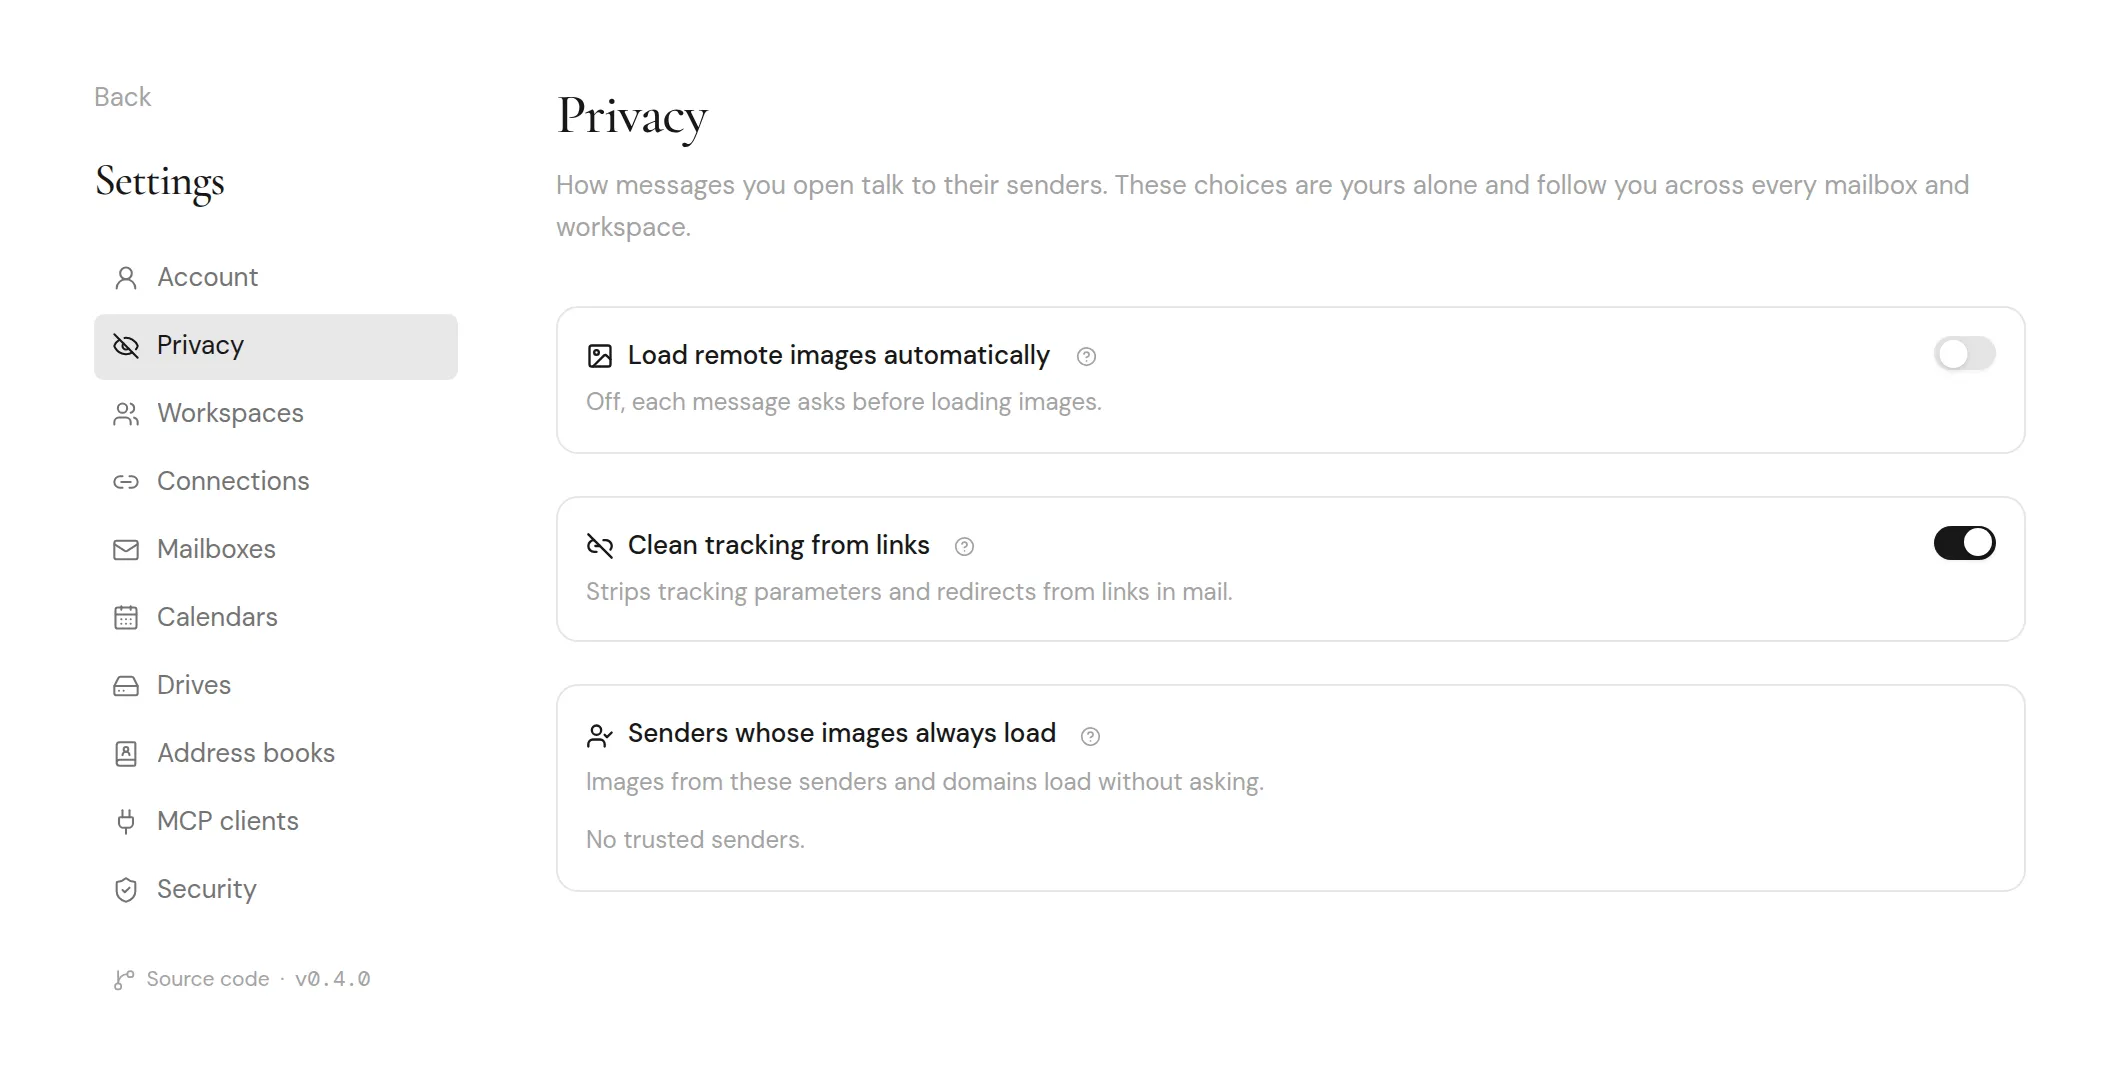 Back
Settings
Account
Privacy
Workspaces
Connections
Mailboxes
Calendars
Drives
Address books
MCP clients
Security
Source code · v0.4.0
Privacy
How messages you open talk to their senders. These choices are yours alone and follow you across every mailbox and
workspace.
Load remote images automatically
Off, each message asks before loading images.
Clean tracking from links
Strips tracking parameters and redirects from links in mail.
Senders whose images always load
Images from these senders and domains load without asking.
No trusted senders.